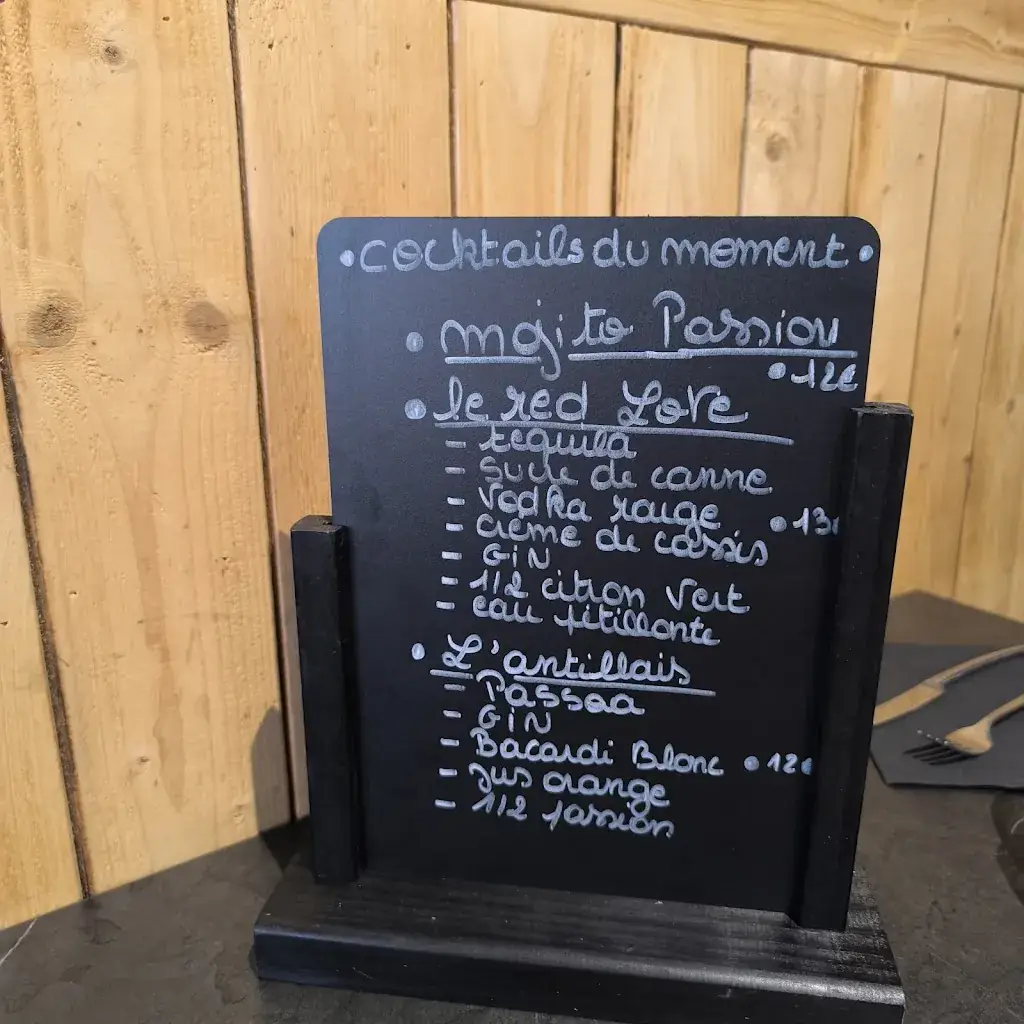 • cocktails du moment •
• mojito Passion
• 12€
• le red Love
- tequila
- sucre de canne
- vodka rouge
• 13€
- crème de cassis
- GiN
- 1/2 citron vert
- eau pétillante
• L'antillais
- Passoa
- GiN
- Bacardi Blanc • 12€
- Jus orange
- 1/2 passion